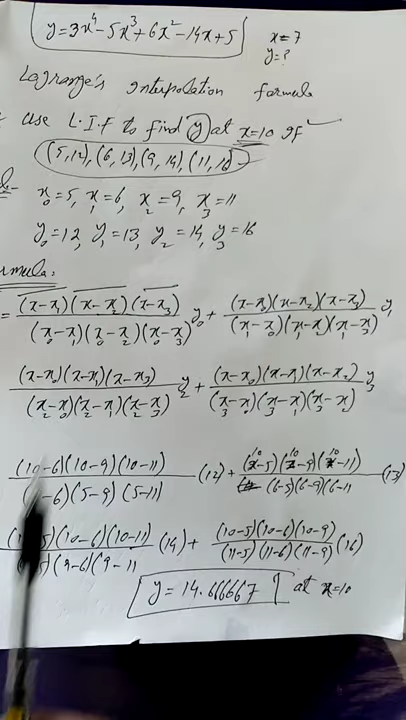 y=3x⁴-5x³+6x²-14x+5 x=7
y=?
Lagrange's interpolation formula
Use L.I.F to find y at x=10 if
(5,12),(6,13),(9,14),(11,16)
x₀=5, x₁=6, x₂=9, x₃=11
y₀=12, y₁=13, y₂=14, y₃=16
= (x-x₁)(x-x₂)(x-x₃)/(x₀-x₁)(x₀-x₂)(x₀-x₃) y₀ + (x-x₀)(x-x₂)(x-x₃)/(x₁-x₀)(x₁-x₂)(x₁-x₃) y₁
(x-x₀)(x-x₁)(x-x₃)/(x₂-x₀)(x₂-x₁)(x₂-x₃) y₂ + (x-x₀)(x-x₁)(x-x₂)/(x₃-x₀)(x₃-x₁)(x₃-x₂) y₃
(10-6)(10-9)(10-11)/(5-6)(5-9)(5-11) (12) + (10-5)(10-9)(10-11)/(6-5)(6-9)(6-11 (13)
(10-6)(10-11)/(9-6)(9-11 (14) + (10-5)(10-6)(10-9)/(11-5)(11-6)(11-9) (16)
y=14.666667 at x=10